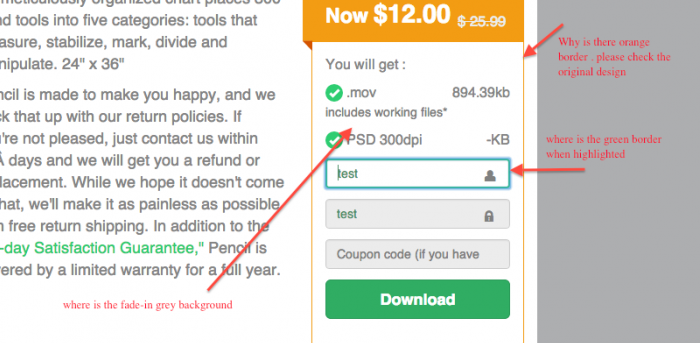 organized chart places
nd tools into five categories: tools that
asure, stabilize, mark, divide and
nipulate. 24" x 36"
ncil is made to make you happy, and we
ck that up with our return policies. If
're not pleased, just contact us within
Â days and we will get you a refund or
lacement. While we hope it doesn't come
hat, we'll make it as painless as possible
h free return shipping. In addition to the
-day Satisfaction Guarantee," Pencil is
ered by a limited warranty for a full year.
where is the fade-in grey background
Now $12.00 $ 25.99
You will get :
.mov 894.39kb
includes working files*
PSD 300dpi -KB
test
test
Coupon code (if you have
Download
Why is there orange
border . please check the
original design
where is the green border
when highlighted